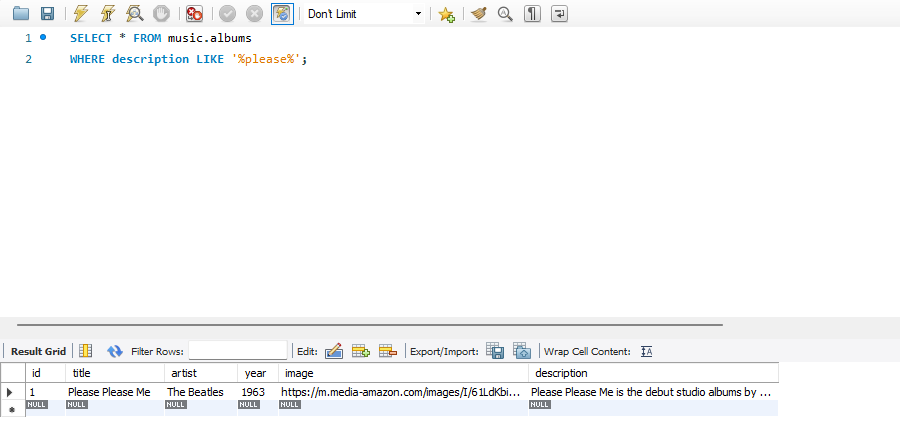 Don't Limit
1 SELECT * FROM music.albums
2 WHERE description LIKE '%please%';
Result Grid Filter Rows: Edit: Export/Import: Wrap Cell Content: IA
id title artist year image description
1 Please Please Me The Beatles 1963 https://m.media-amazon.com/images/I/61LdKbi... Please Please Me is the debut studio albums by ...
NULL NULL NULL NULL NULL NULL